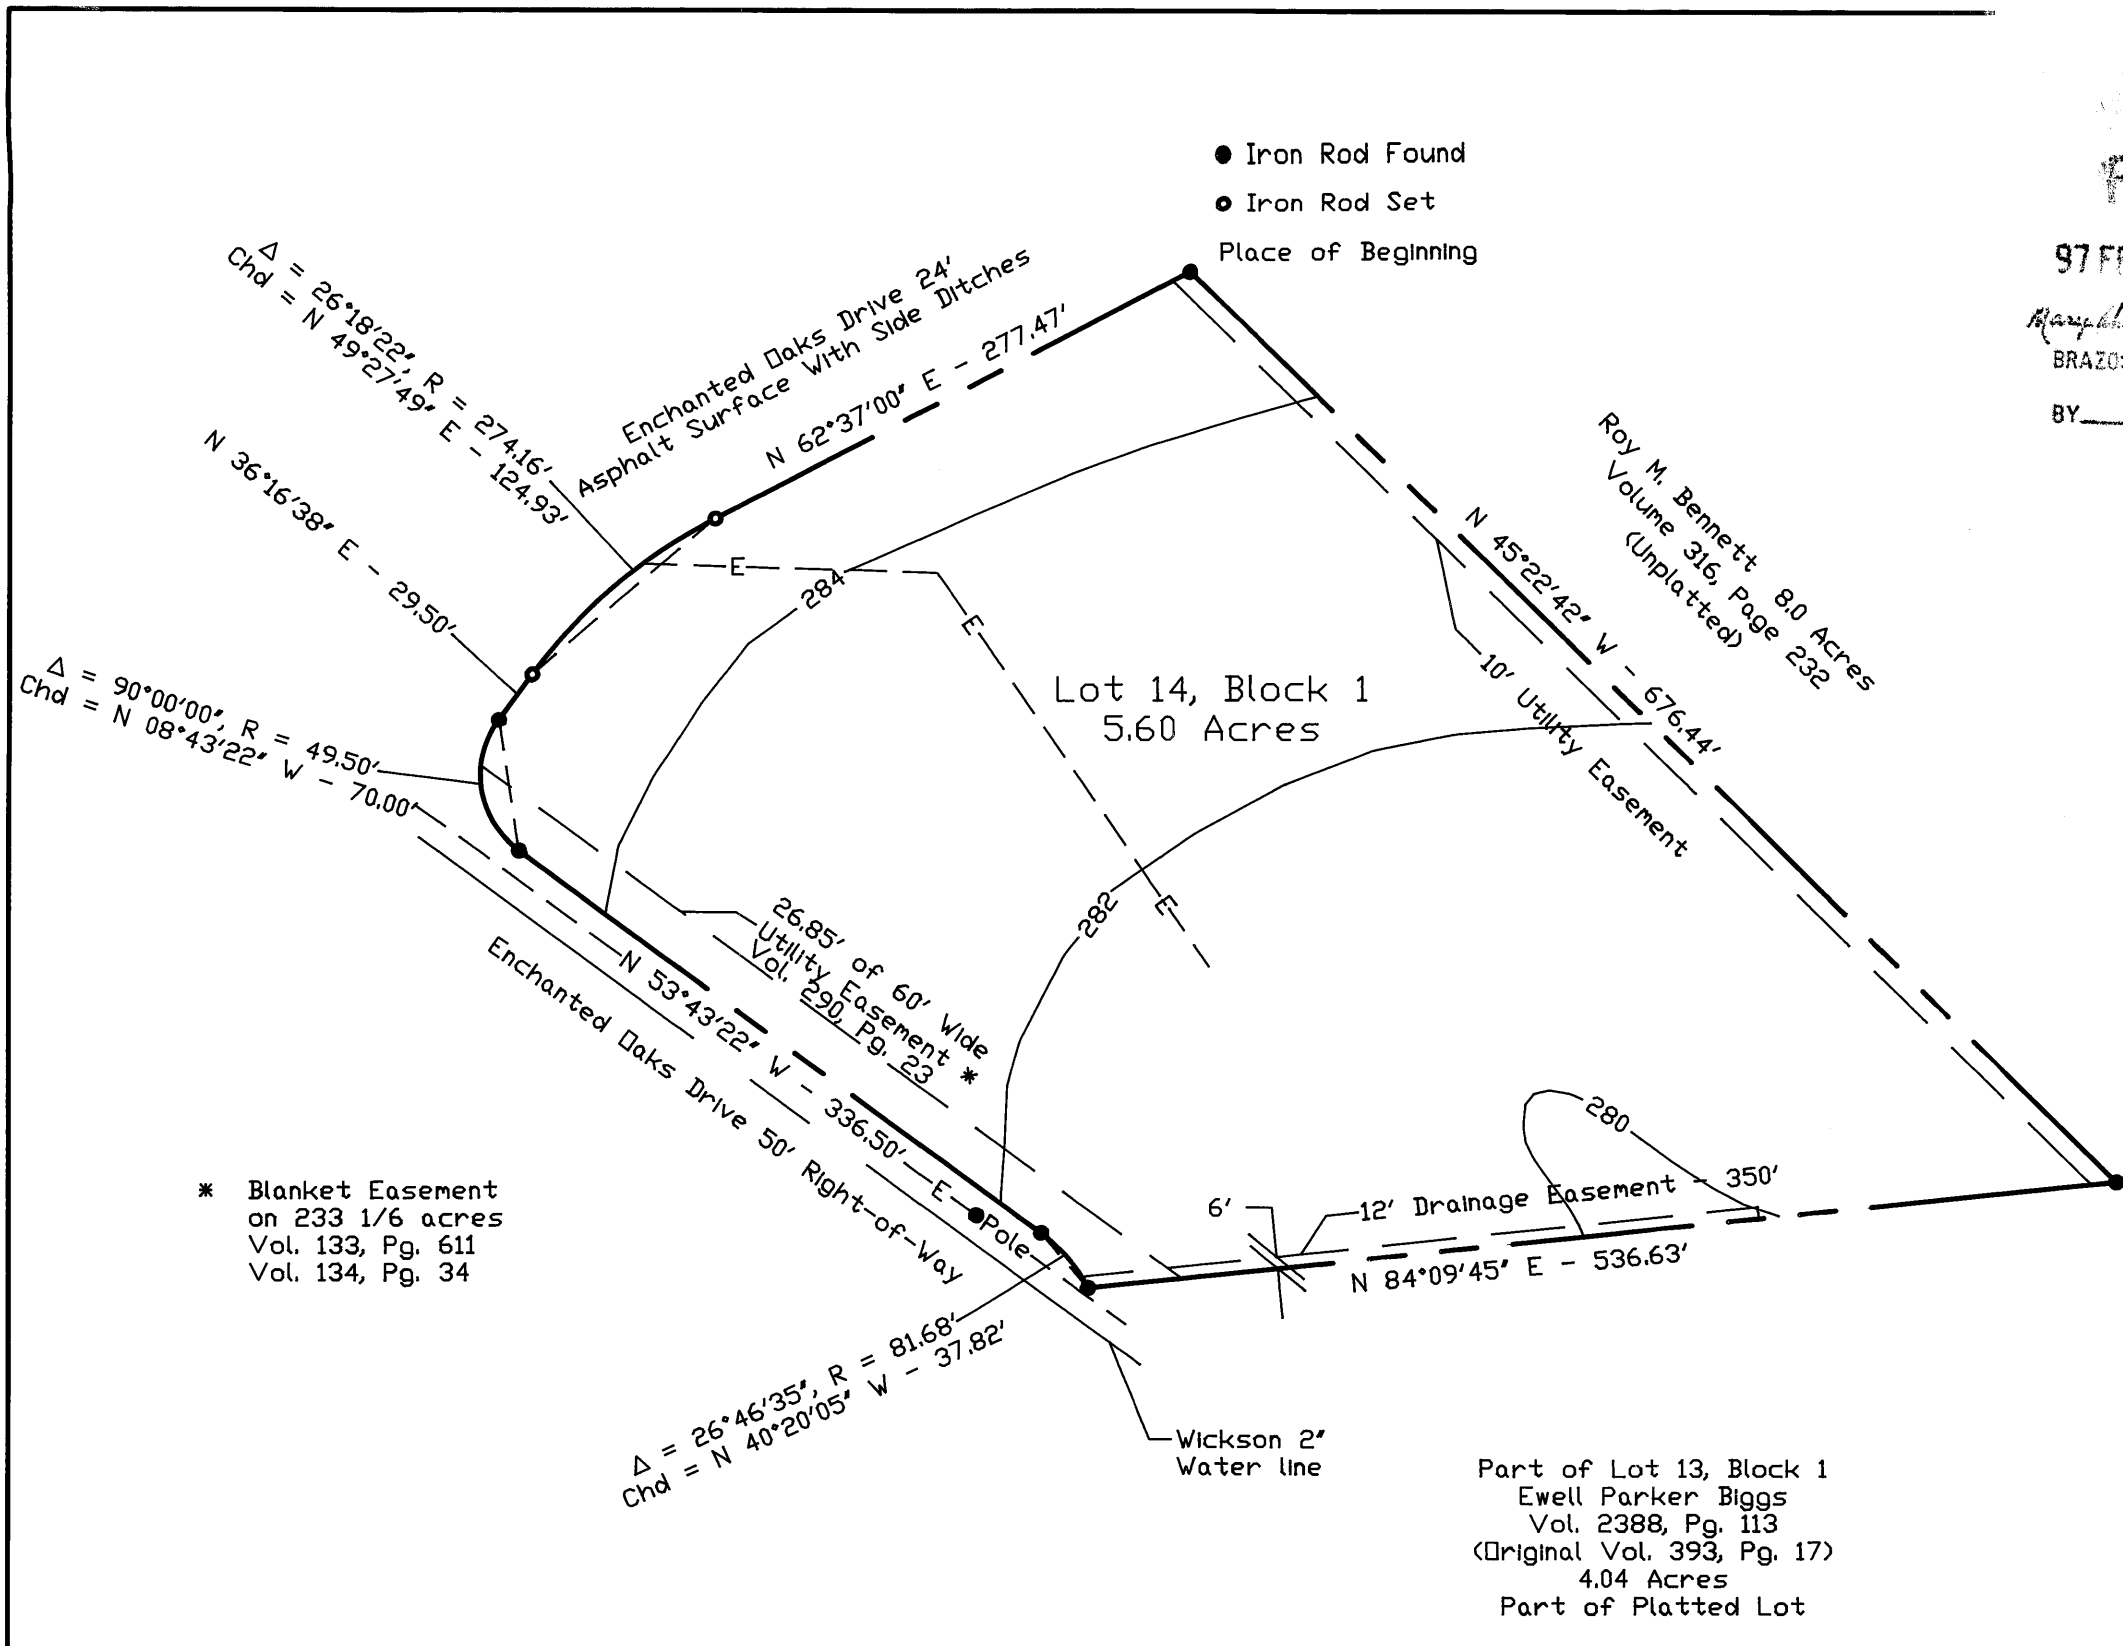 ● Iron Rod Found
Iron Rod Set
Place of Beginning
97
BRAZOS
BY
Δ = 26°18'22", R = 274.16'
Chd = N 49°27'49" E - 124.93'
Enchanted Oaks Drive 24'
Asphalt Surface With Side Ditches
N 62°37'00" E - 277.47'
N 36°16'38" E - 29.50'
Δ = 90°00'00", R = 49.50'
Chd = N 08°43'22" W - 70.00'
Roy M. Bennett 8.0 Acres
Volume 316, Page 232
(Unplatted)
N 45°22'42" W - 676.44'
10' Utility Easement
E
284
E
Lot 14, Block 1
5.60 Acres
282
E
26.85' of 60' Wide
Utility Easement *
Vol. 290, Pg. 23
N 53°43'22" W - 336.50'
E
Pole
Enchanted Oaks Drive 50' Right-of-Way
280
6'
12' Drainage Easement - 350'
N 84°09'45" E - 536.63'
* Blanket Easement
on 233 1/6 acres
Vol. 133, Pg. 611
Vol. 134, Pg. 34
Δ = 26°46'35", R = 81.68'
Chd = N 40°20'05" W - 37.82'
Wickson 2"
Water line
Part of Lot 13, Block 1
Ewell Parker Biggs
Vol. 2388, Pg. 113
(Original Vol. 393, Pg. 17)
4.04 Acres
Part of Platted Lot